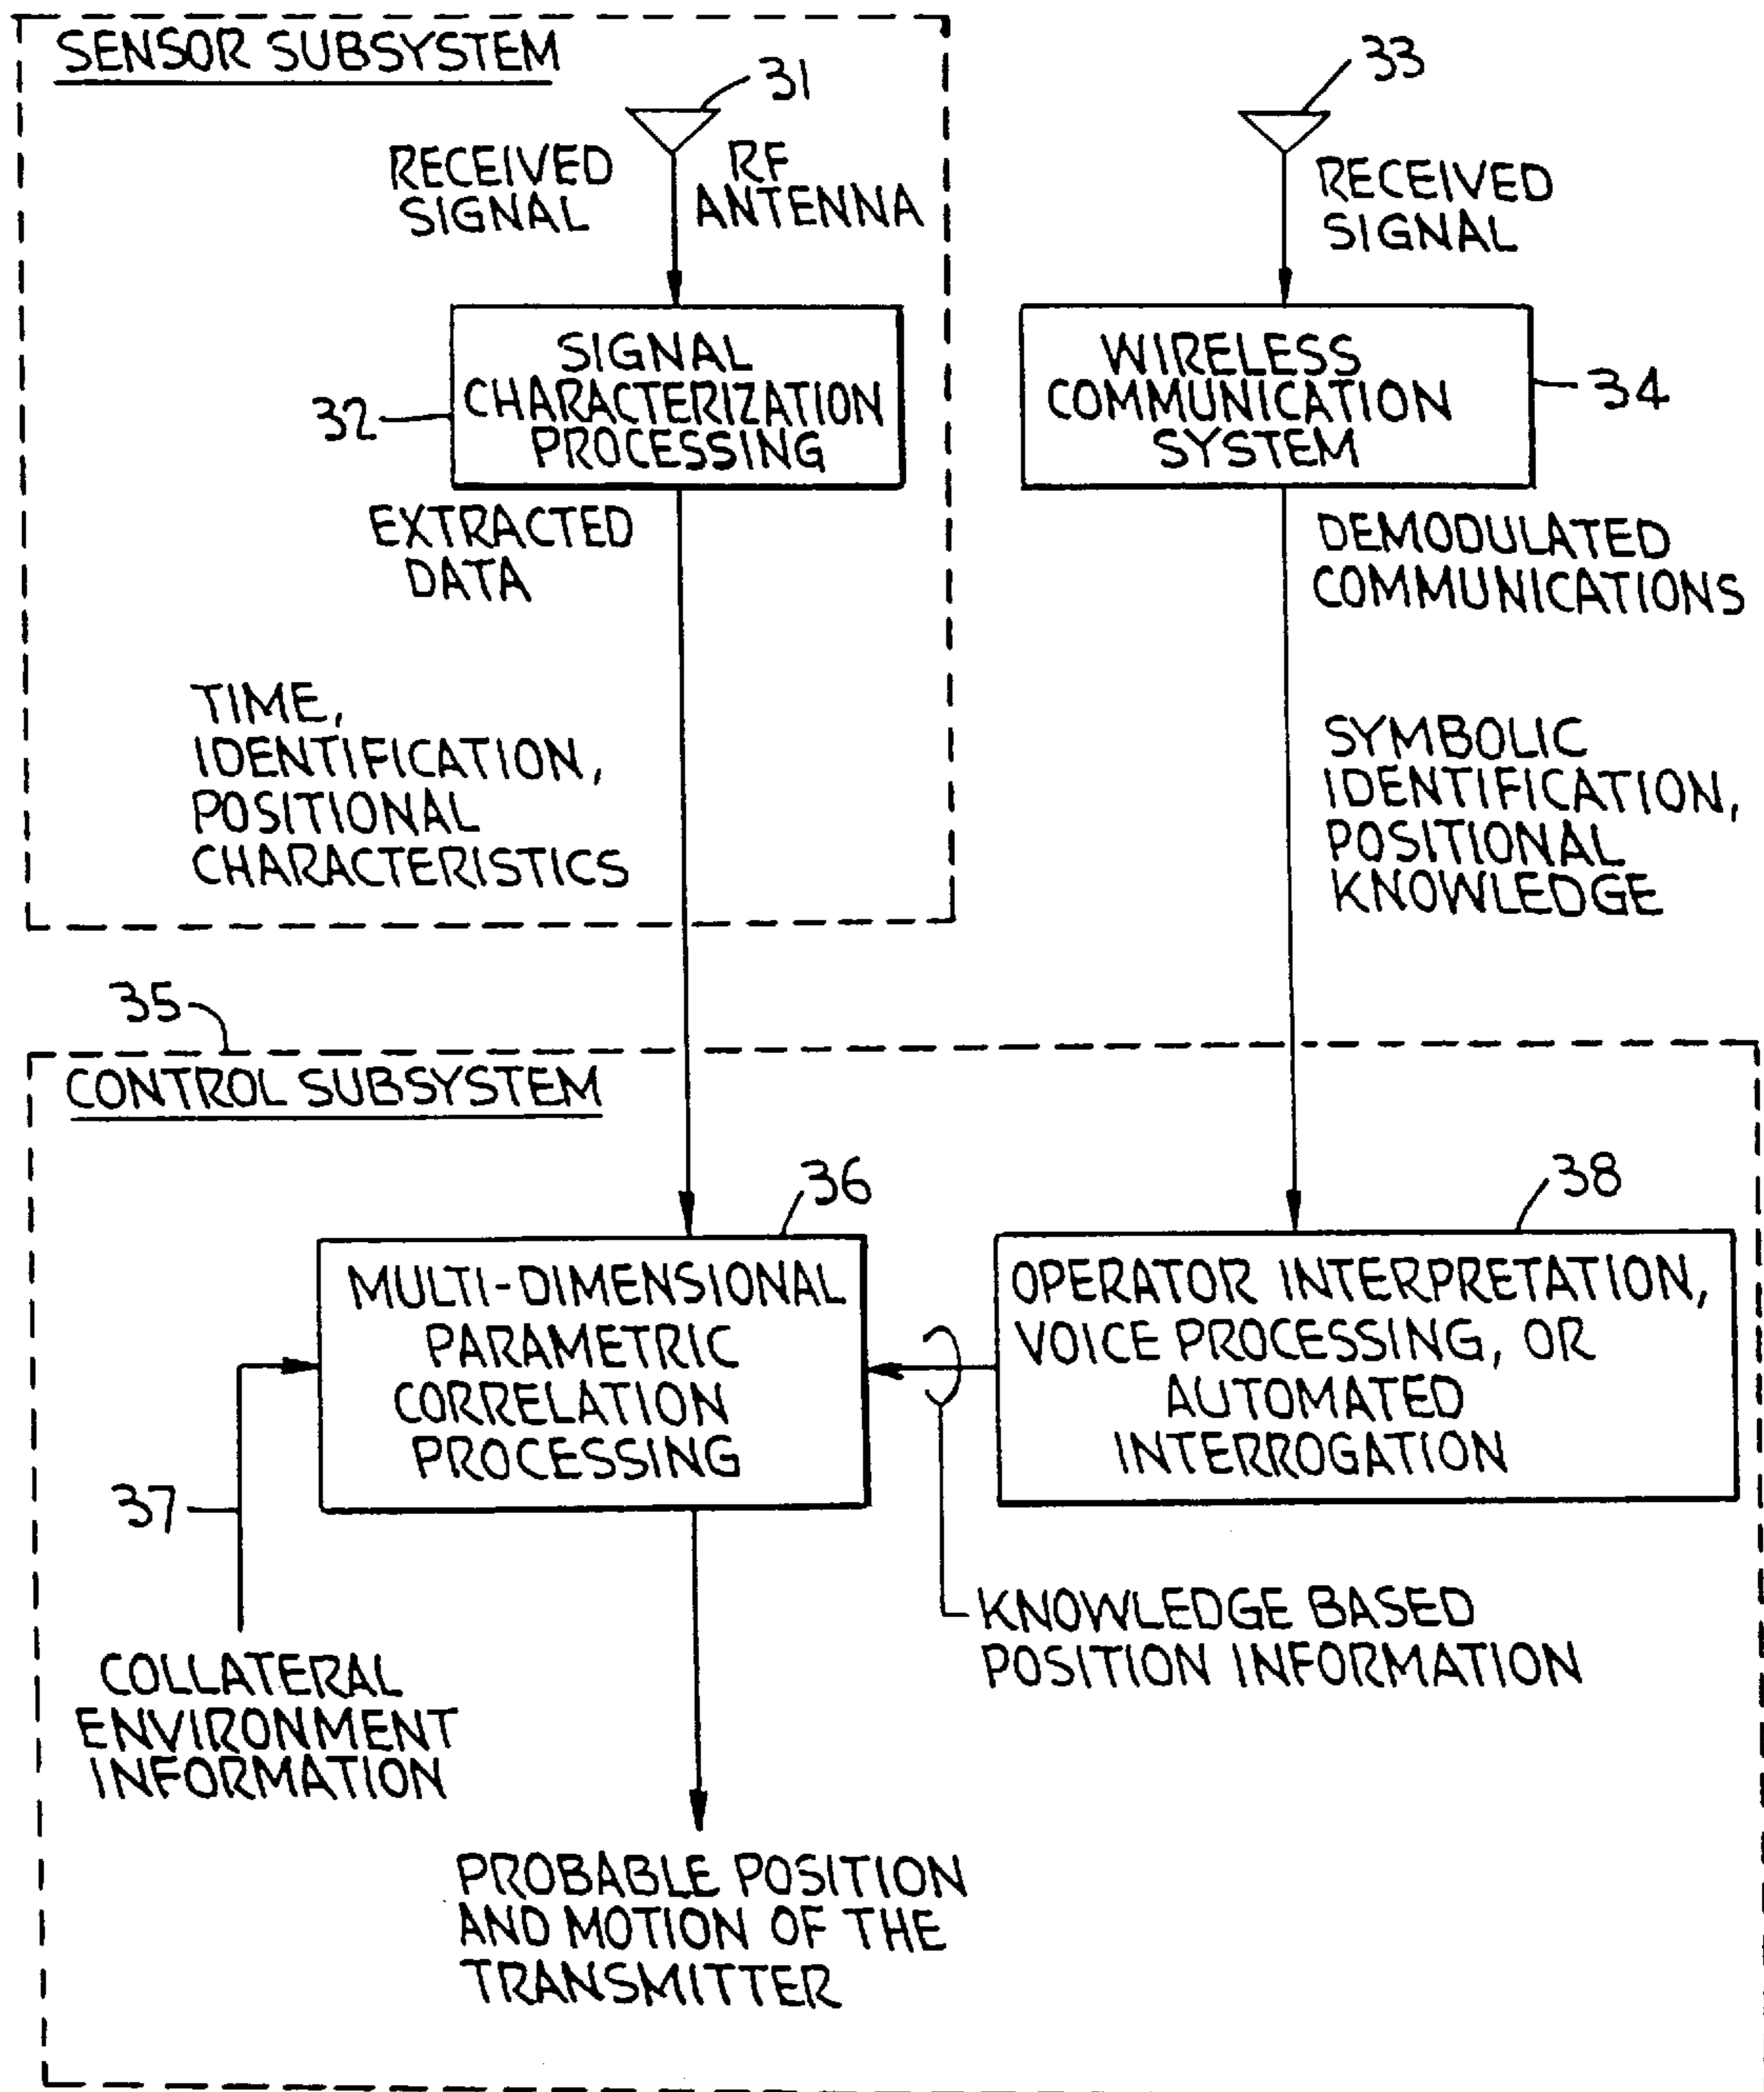 SENSOR SUBSYSTEM
31
33
RECEIVED
SIGNAL
RF
ANTENNA
RECEIVED
SIGNAL
SIGNAL
CHARACTERIZATION
PROCESSING
32
WIRELESS
COMMUNICATION
SYSTEM
34
EXTRACTED
DATA
DEMODULATED
COMMUNICATIONS
TIME,
IDENTIFICATION,
POSITIONAL
CHARACTERISTICS
SYMBOLIC
IDENTIFICATION,
POSITIONAL
KNOWLEDGE
35
CONTROL SUBSYSTEM
36
38
MULTI-DIMENSIONAL
PARAMETRIC
CORRELATION
PROCESSING
OPERATOR INTERPRETATION,
VOICE PROCESSING, OR
AUTOMATED
INTERROGATION
37
KNOWLEDGE BASED
POSITION INFORMATION
COLLATERAL
ENVIRONMENT
INFORMATION
PROBABLE POSITION
AND MOTION OF THE
TRANSMITTER